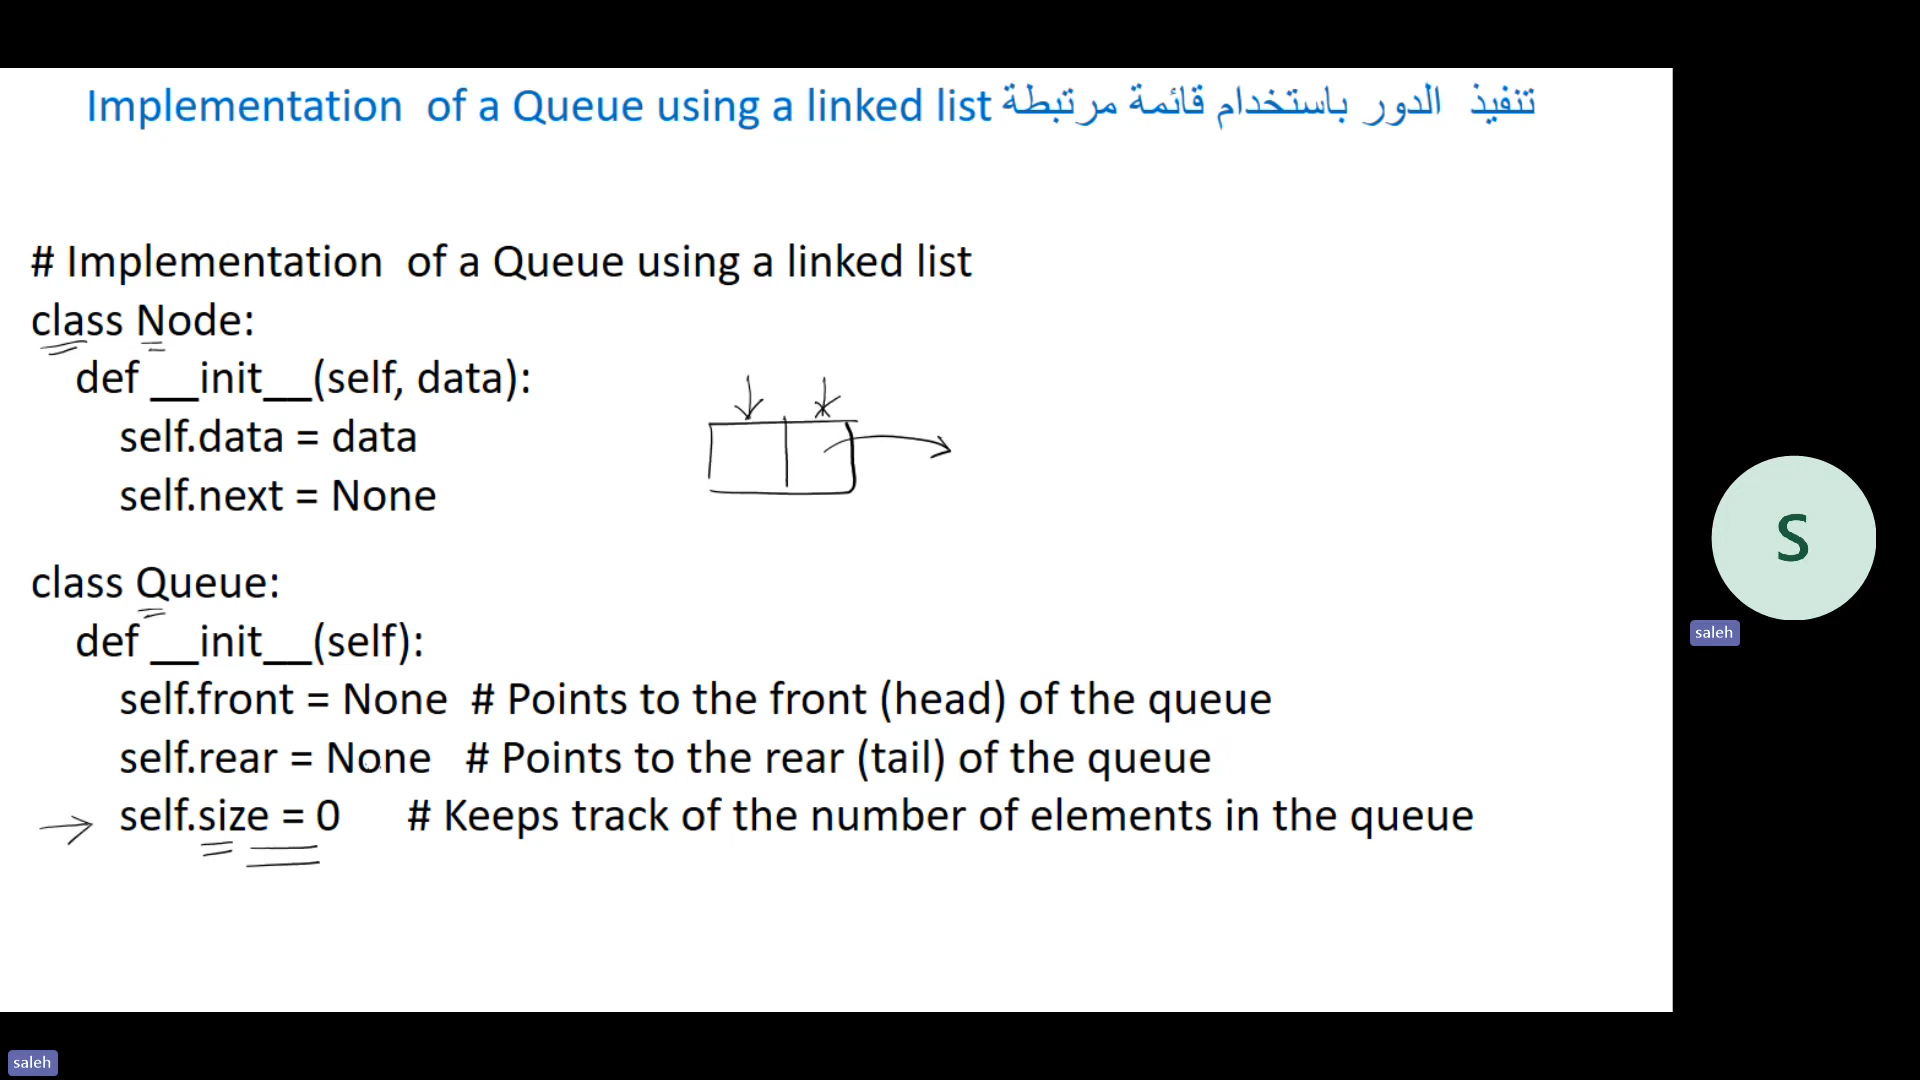 Implementation  of a Queue using a linked list تنفيذ  الدور باستخدام قائمة مرتبطة
# Implementation  of a Queue using a linked list
class Node:
def __init__(self, data):
self.data = data
self.next = None
class Queue:
def __init__(self):
self.front = None  # Points to the front (head) of the queue
self.rear = None   # Points to the rear (tail) of the queue
self.size = 0      # Keeps track of the number of elements in the queue
S
saleh
saleh